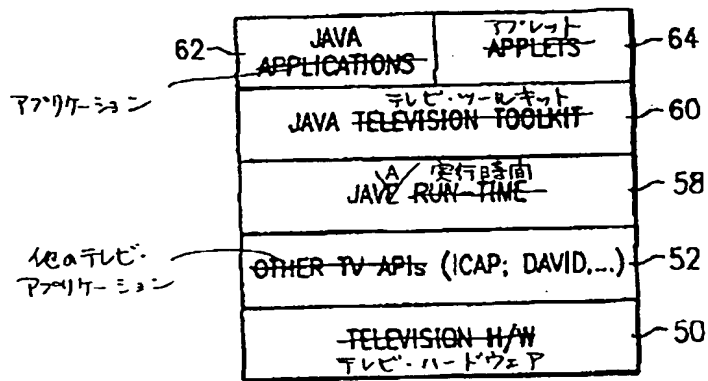 アプレット
62 JAVA APPLICATIONS APPLETS 64
アプリケーション
テレビ・ツールキット
JAVA TELEVISION TOOLKIT 60
A 実行時間
JAVE RUN-TIME 58
他のテレビ・
アプリケーション
OTHER TV APIs (ICAP; DAVID,...) 52
TELEVISION H/W 50
テレビ・ハードウェア